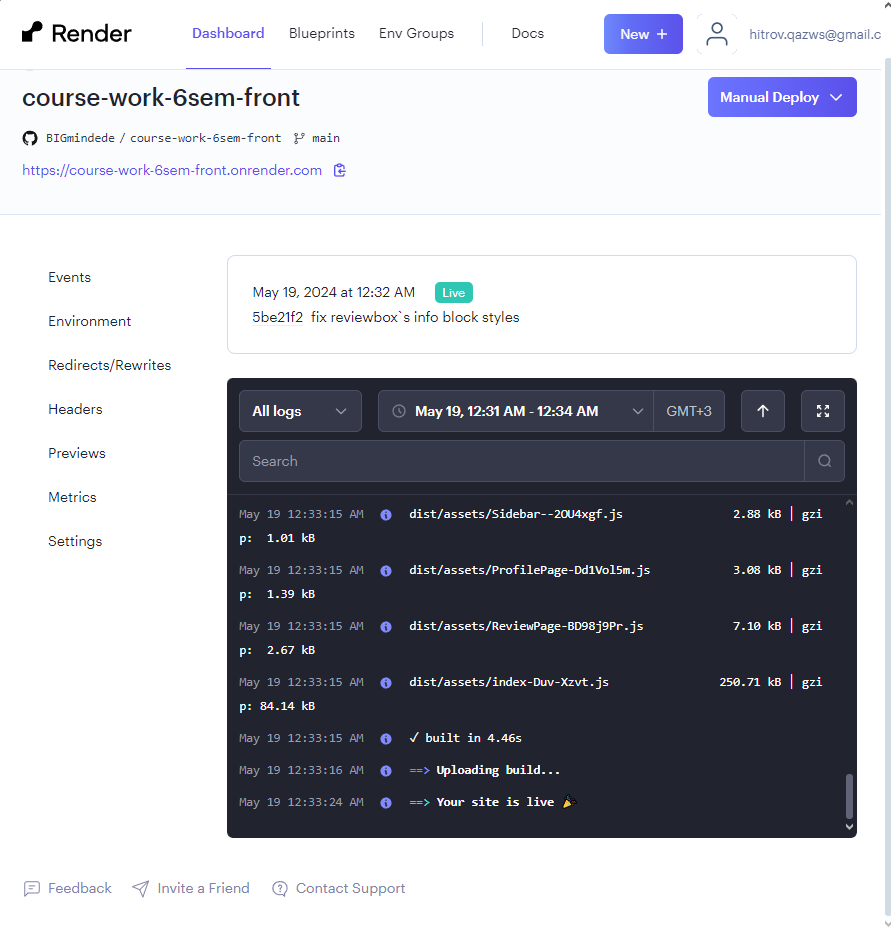 Render Dashboard Blueprints Env Groups Docs New + hitrov.qazws@gmail.c
course-work-6sem-front Manual Deploy
BIGmindede / course-work-6sem-front main
https://course-work-6sem-front.onrender.com
Events
Environment
Redirects/Rewrites
Headers
Previews
Metrics
Settings
May 19, 2024 at 12:32 AM Live
5be21f2 fix reviewbox`s info block styles
All logs May 19, 12:31 AM - 12:34 AM GMT+3
Search
May 19 12:33:15 AM dist/assets/Sidebar--2OU4xgf.js 2.88 kB │ gzi
p: 1.01 kB
May 19 12:33:15 AM dist/assets/ProfilePage-Dd1Vol5m.js 3.08 kB │ gzi
p: 1.39 kB
May 19 12:33:15 AM dist/assets/ReviewPage-BD98j9Pr.js 7.10 kB │ gzi
p: 2.67 kB
May 19 12:33:15 AM dist/assets/index-Duv-Xzvt.js 250.71 kB │ gzi
p: 84.14 kB
May 19 12:33:15 AM ✓ built in 4.46s
May 19 12:33:16 AM ==> Uploading build...
May 19 12:33:24 AM ==> Your site is live 🎉
Feedback Invite a Friend Contact Support